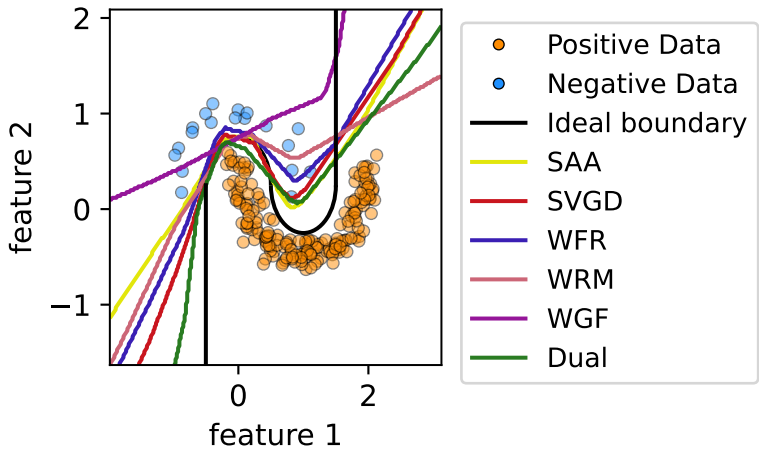 2
1
0
−1
feature 2
0 2
feature 1
Positive Data
Negative Data
Ideal boundary
SAA
SVGD
WFR
WRM
WGF
Dual